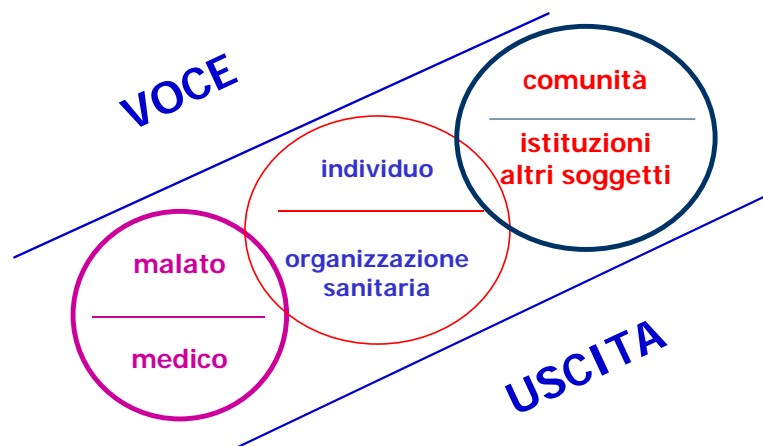 VOCE
comunità
istituzioni
altri soggetti
individuo
organizzazione
sanitaria
malato
medico
USCITA